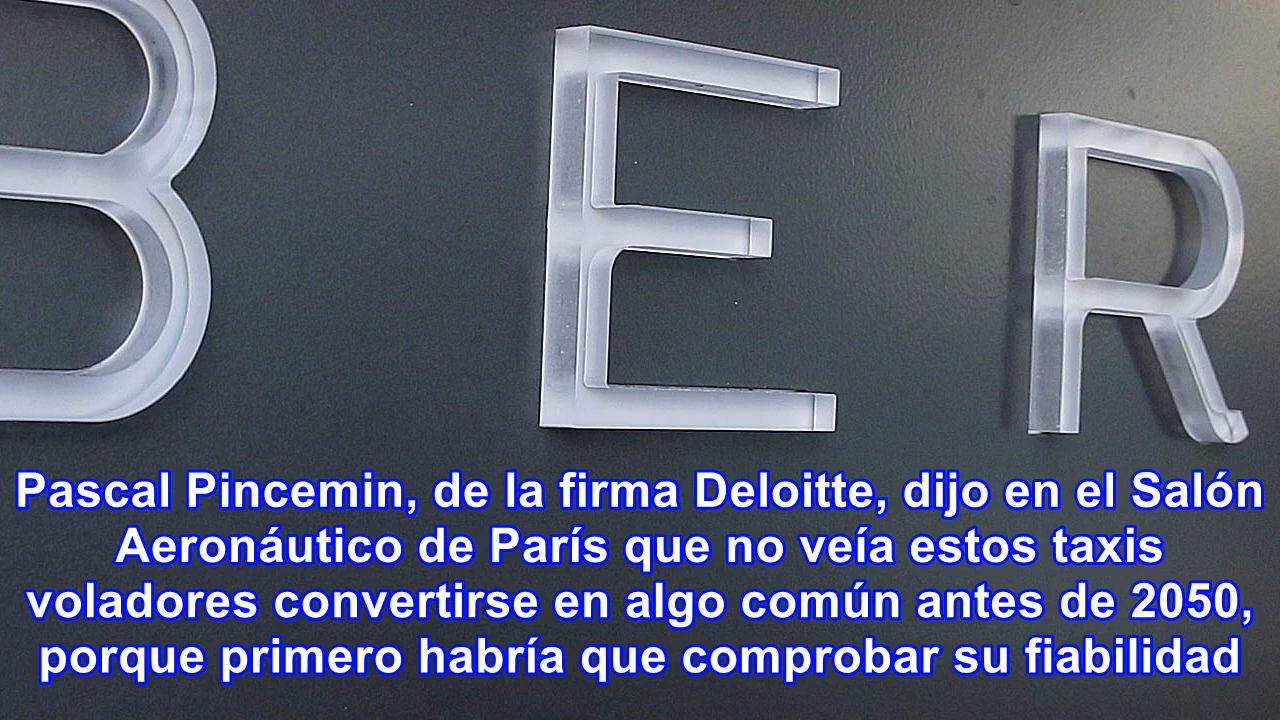 BER
Pascal Pincemin, de la firma Deloitte, dijo en el Salón
Aeronáutico de París que no veía estos taxis
voladores convertirse en algo común antes de 2050,
porque primero habría que comprobar su fiabilidad